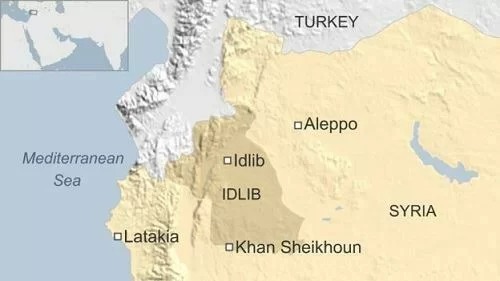 TURKEY
Aleppo
Mediterranean
Sea
Idlib
IDLIB
SYRIA
Latakia
Khan Sheikhoun